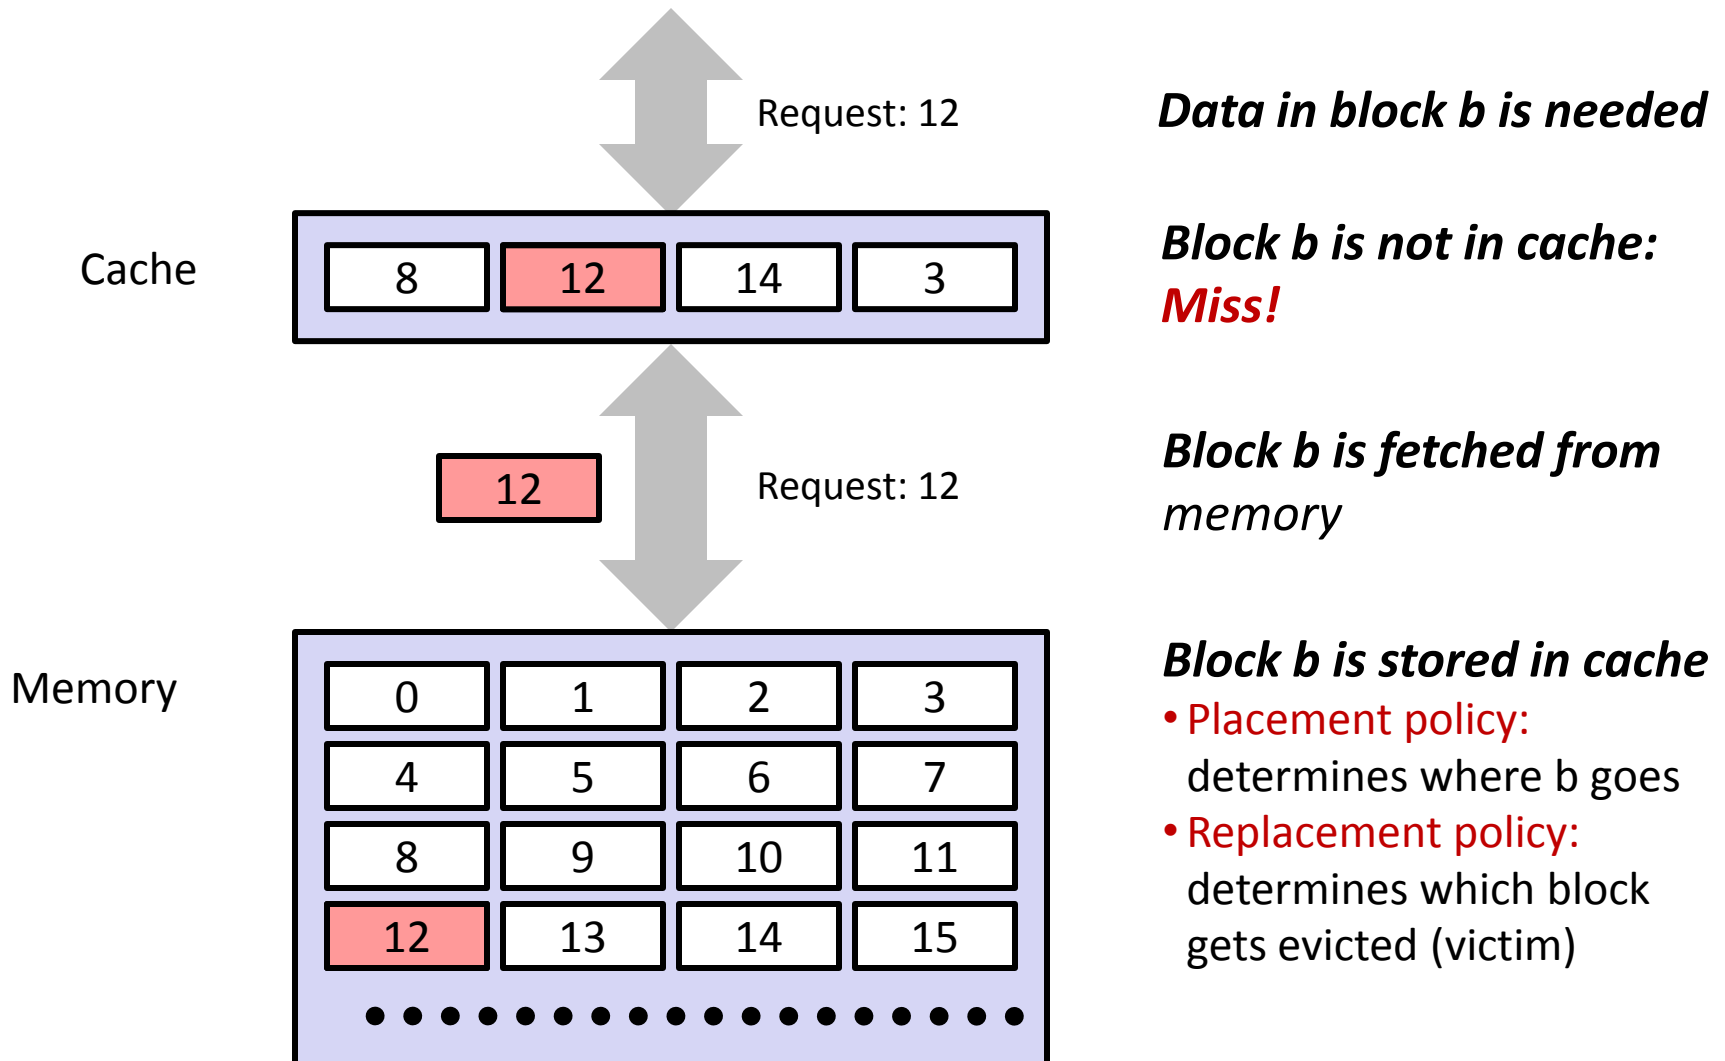 Request: 12
Data in block b is needed
Cache
8 12 14 3
Block b is not in cache:
Miss!
12
Request: 12
Block b is fetched from
memory
Memory
0 1 2 3
4 5 6 7
8 9 10 11
12 13 14 15
Block b is stored in cache
• Placement policy:
determines where b goes
• Replacement policy:
determines which block
gets evicted (victim)